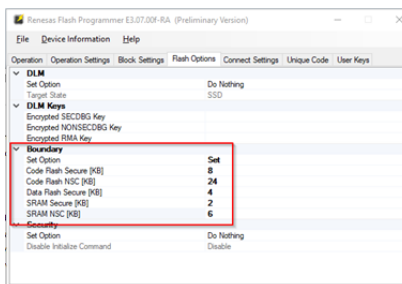 Renesas Flash Programmer E3.07.00f-RA (Preliminary Version)
File Device Information Help
Operation Operation Settings Block Settings Flash Options Connect Settings Unique Code User Keys
DLM
Set Option Do Nothing
Target State SSD
DLM Keys
Encrypted SECDBG Key
Encrypted NONSECDBG Key
Encrypted RMA Key
Boundary
Set Option Set
Code Flash Secure [KB] 8
Code Flash NSC [KB] 24
Data Flash Secure [KB] 4
SRAM Secure [KB] 2
SRAM NSC [KB] 6
Security
Set Option Do Nothing
Disable Initialize Command Disable